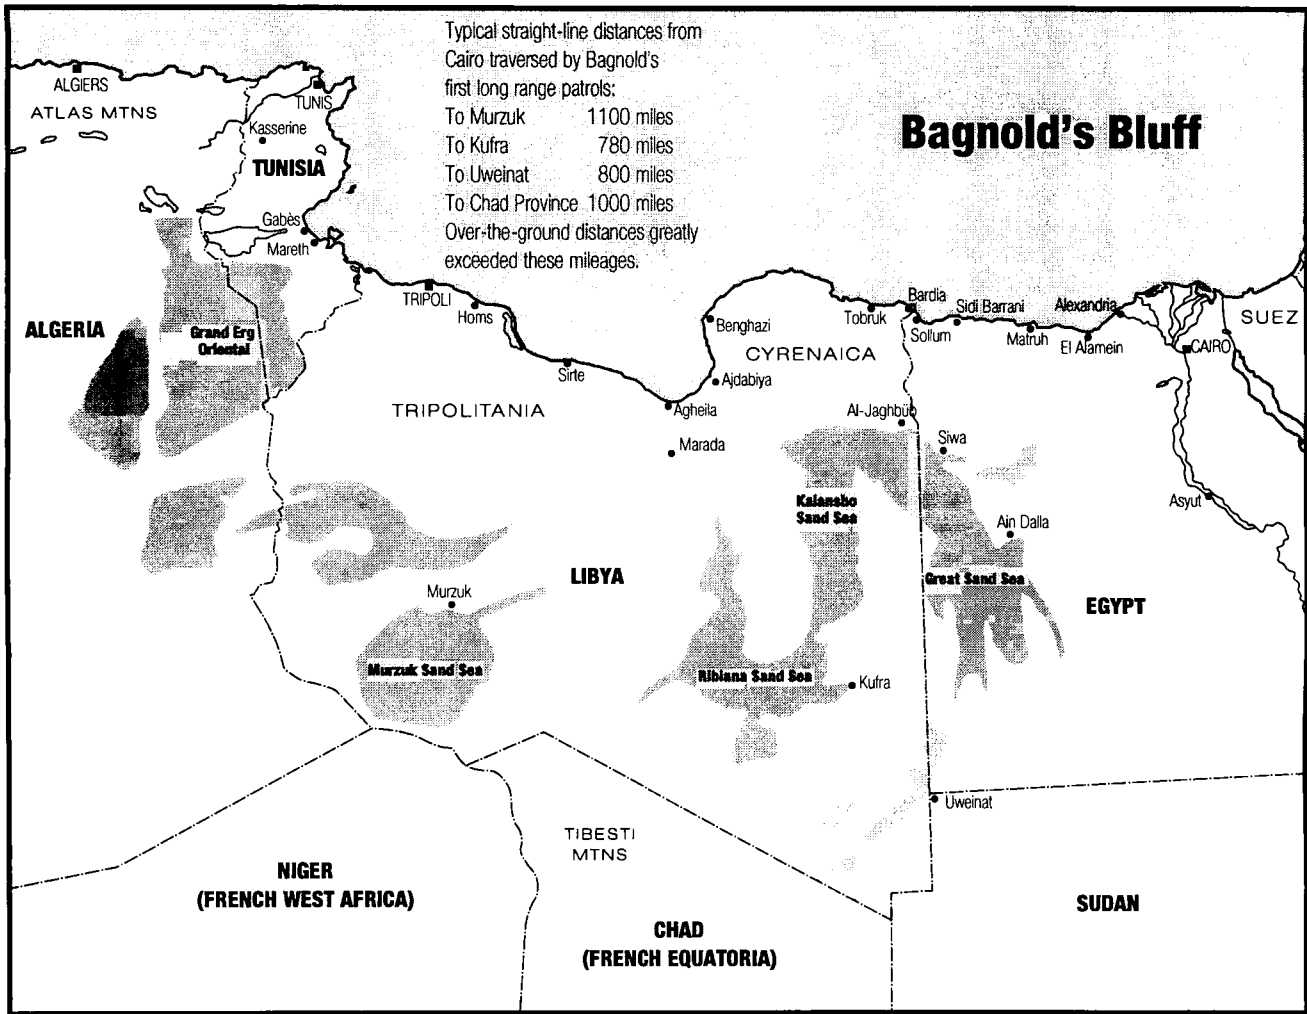 Typical straight-line distances from
Cairo traversed by Bagnold's
first long range patrols:
To Murzuk 1100 miles
To Kufra 780 miles
To Uweinat 800 miles
To Chad Province 1000 miles
Over-the-ground distances greatly
exceeded these mileages.
Bagnold's Bluff
ALGIERS
ATLAS MTNS
TUNIS
Kasserine
TUNISIA
Gabès
Mareth
TRIPOLI
Homs
Sirte
ALGERIA
Grand Erg
Oriental
TRIPOLITANIA
Benghazi
CYRENAICA
Ajdabiya
Agheila
Marada
Tobruk
Bardia
Sollum
Sidi Barrani
Matruh
Alexandria
El Alamein
CAIRO
SUEZ
Al-Jaghbūb
Siwa
Asyut
Kalansho
Sand Sea
Ain Dalla
Great Sand Sea
LIBYA
EGYPT
Murzuk
Murzuk Sand Sea
Ribiana Sand Sea
Kufra
Uweinat
TIBESTI
MTNS
NIGER
(FRENCH WEST AFRICA)
CHAD
(FRENCH EQUATORIA)
SUDAN